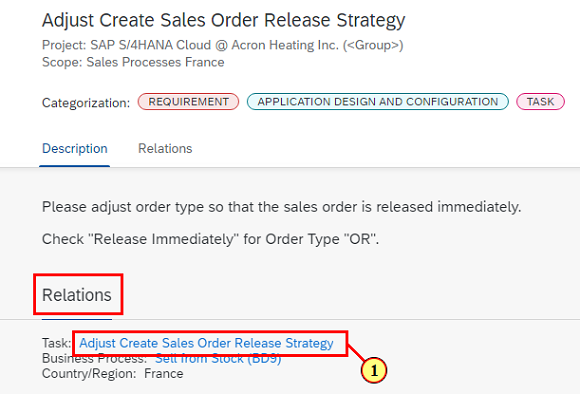 Adjust Create Sales Order Release Strategy
Project: SAP S/4HANA Cloud @ Acron Heating Inc. (<Group>)
Scope: Sales Processes France
Categorization: REQUIREMENT APPLICATION DESIGN AND CONFIGURATION TASK
Description Relations
Please adjust order type so that the sales order is released immediately.
Check "Release Immediately" for Order Type "OR".
Relations
Task: Adjust Create Sales Order Release Strategy
Business Process: Sell from Stock (BD9)
Country/Region: France
1